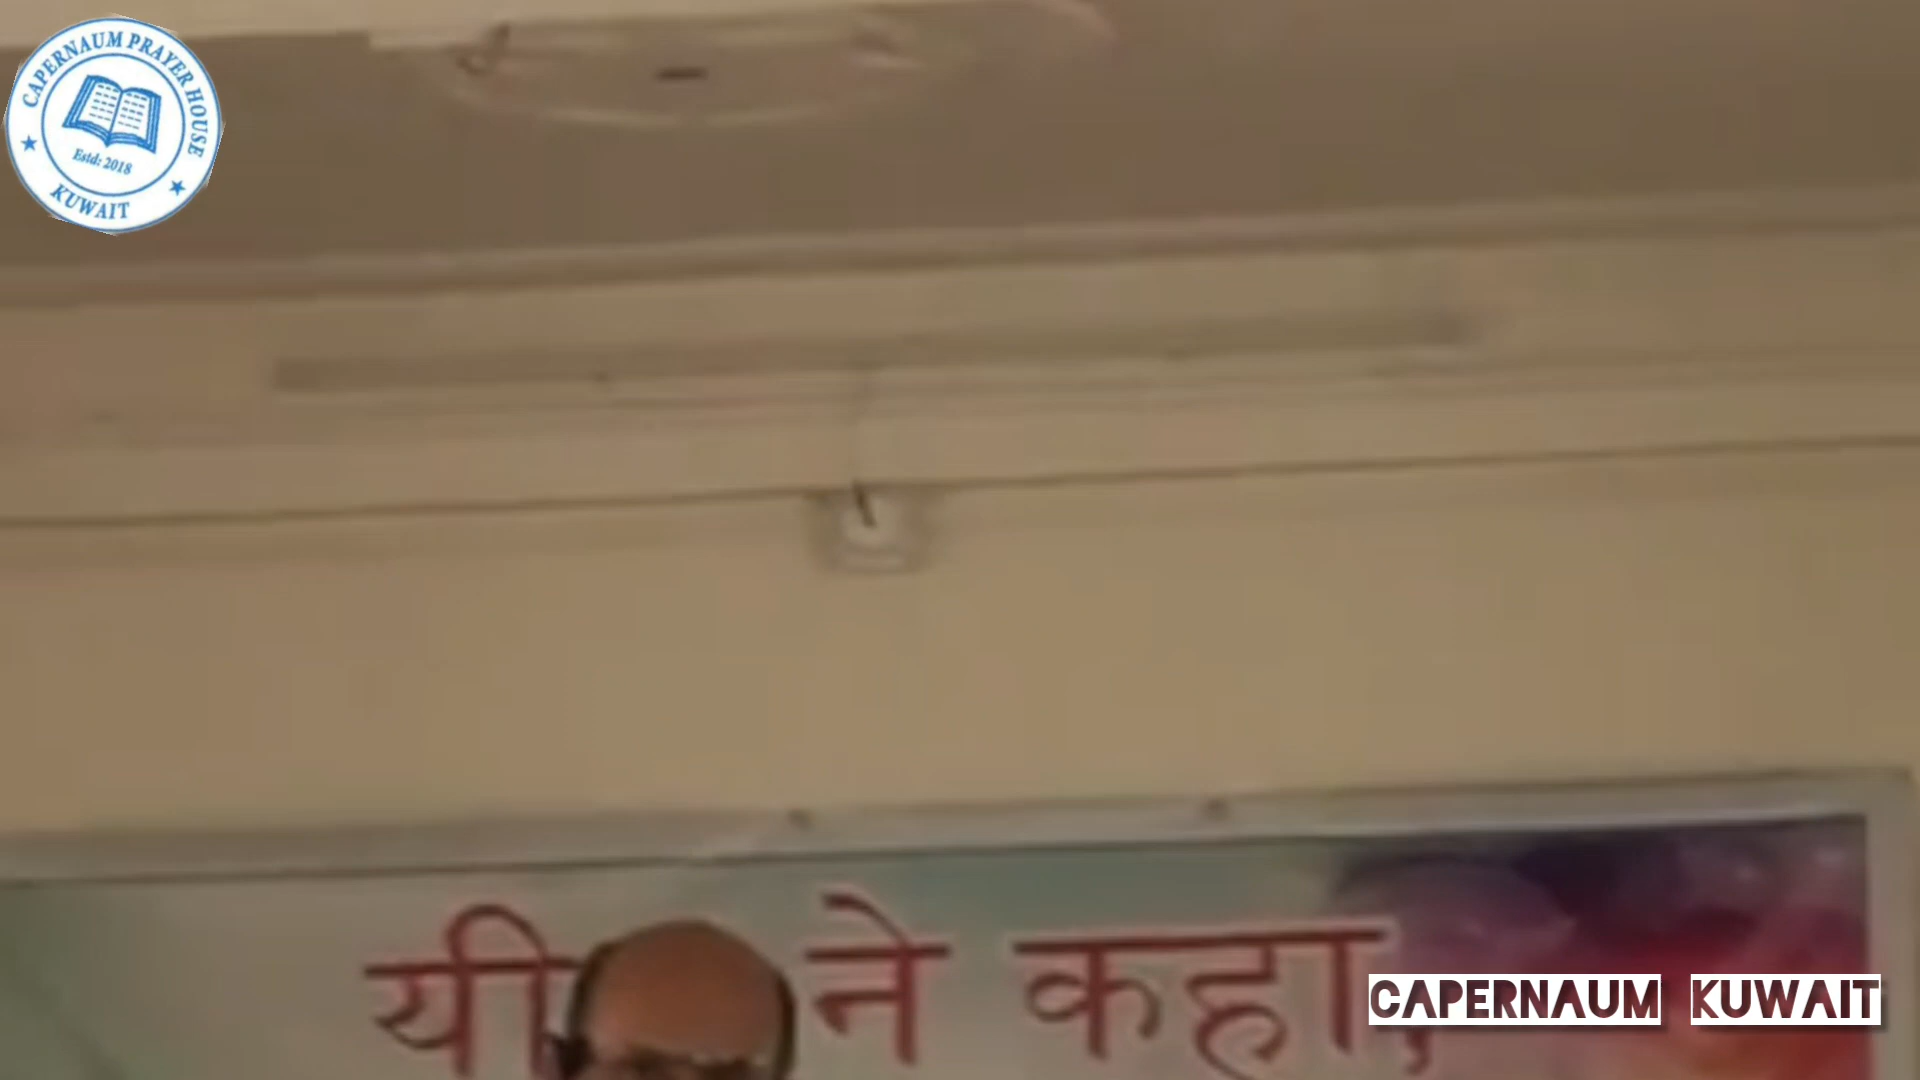 CAPERNAUM PRAYER HOUSE
Estd: 2018
KUWAIT
ने कहा,
CAPERNAUM KUWAIT